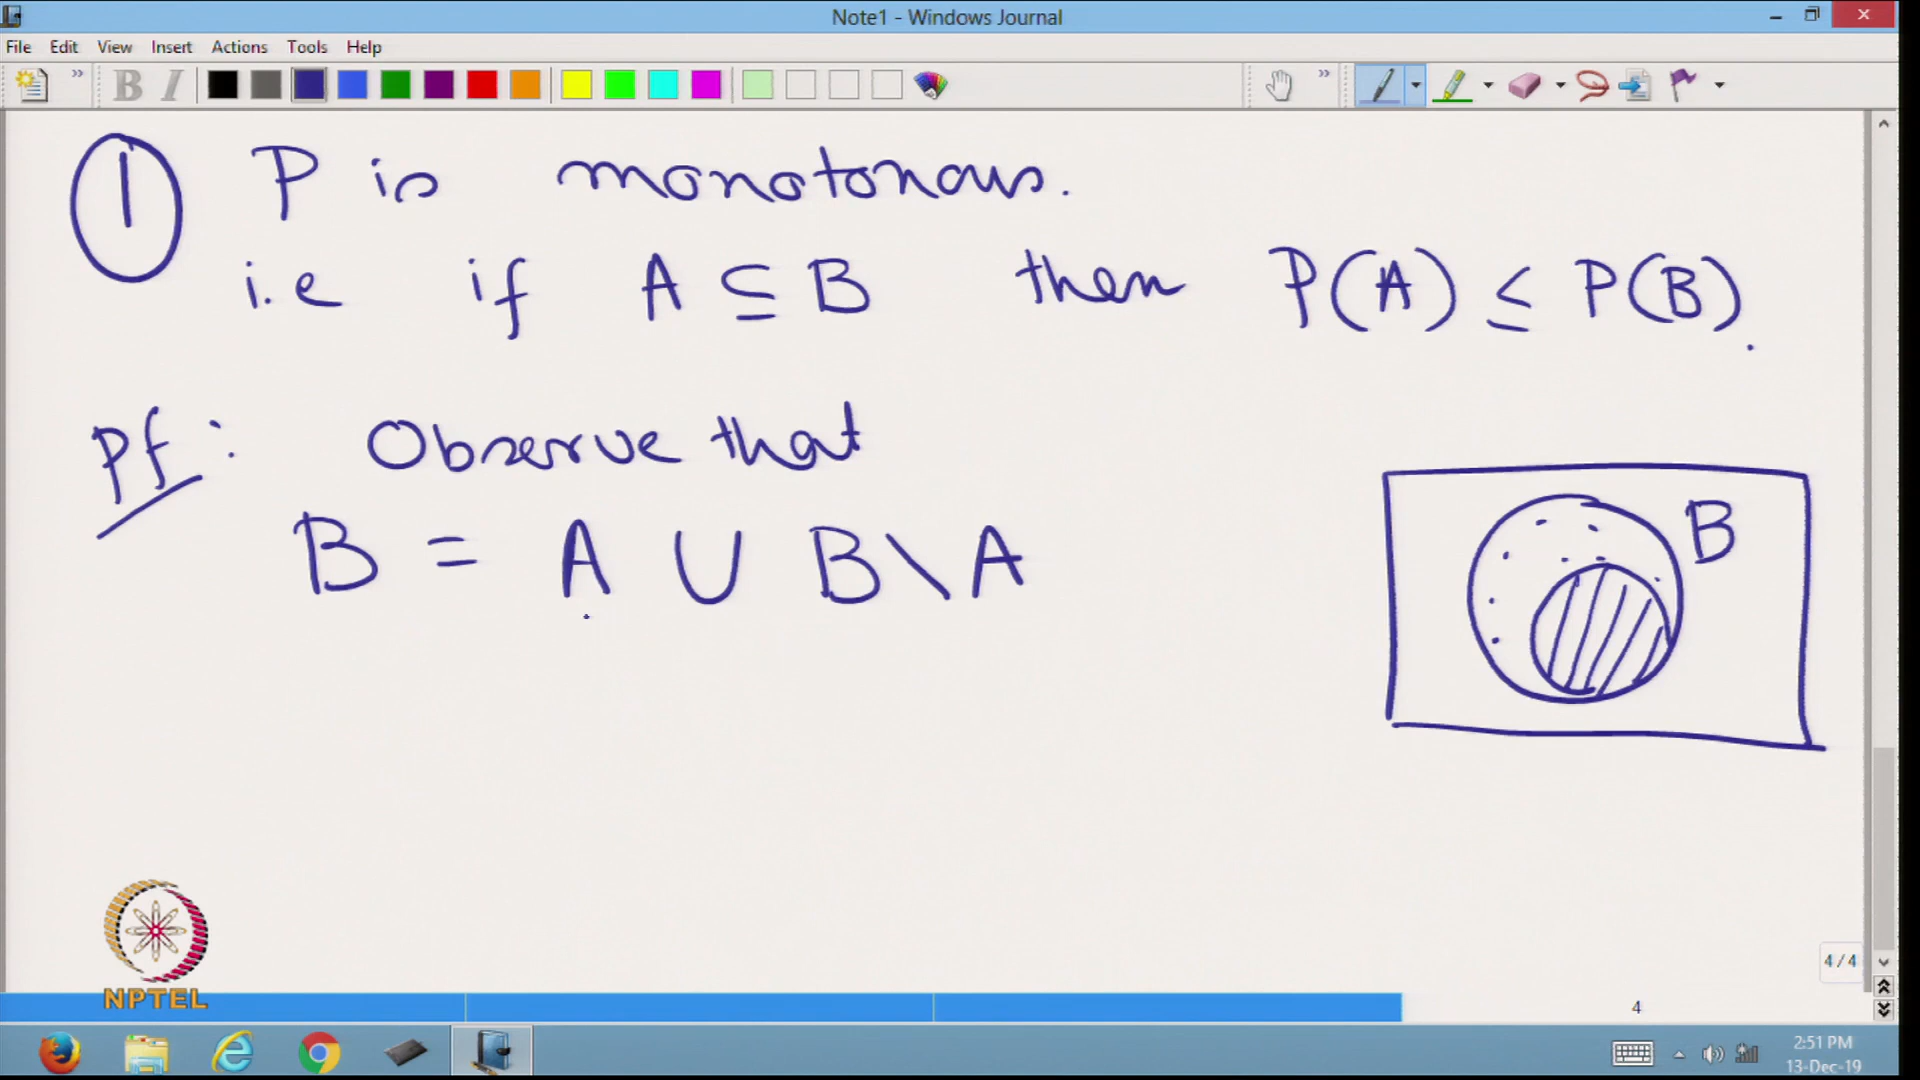 Note1 - Windows Journal
File Edit View Insert Actions Tools Help
B I
① P is monotonous.
i.e if A ⊆ B then P(A) ≤ P(B).
Pf: Observe that
B = A ∪ B∖A
B
NPTEL
4 / 4
4
2:51 PM
13-Dec-19